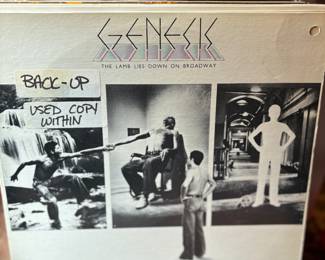 GENESIS
THE LAMB LIES DOWN ON BROADWAY
BACK-UP
USED COPY
WITHIN